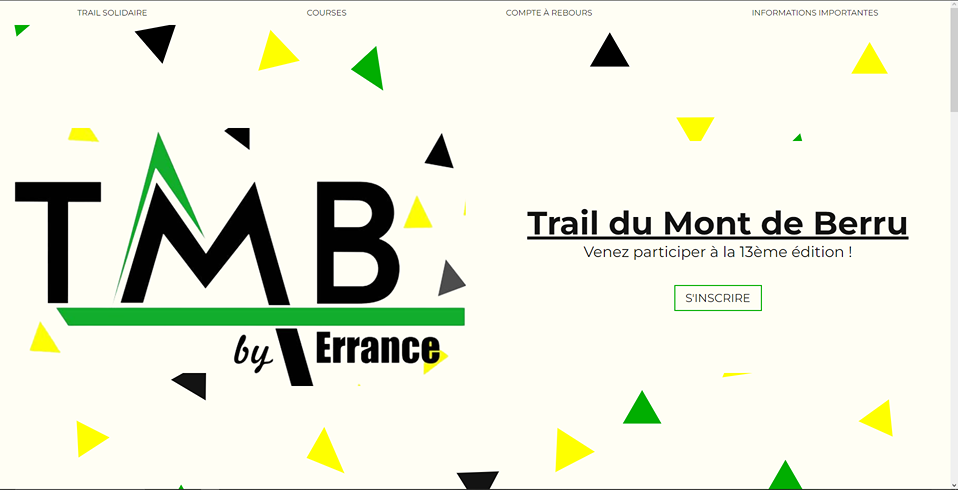 TRAIL SOLIDAIRE
COURSES
COMPTE À REBOURS
INFORMATIONS IMPORTANTES
TMB
by Errance
Trail du Mont de Berru
Venez participer à la 13ème édition !
S'INSCRIRE